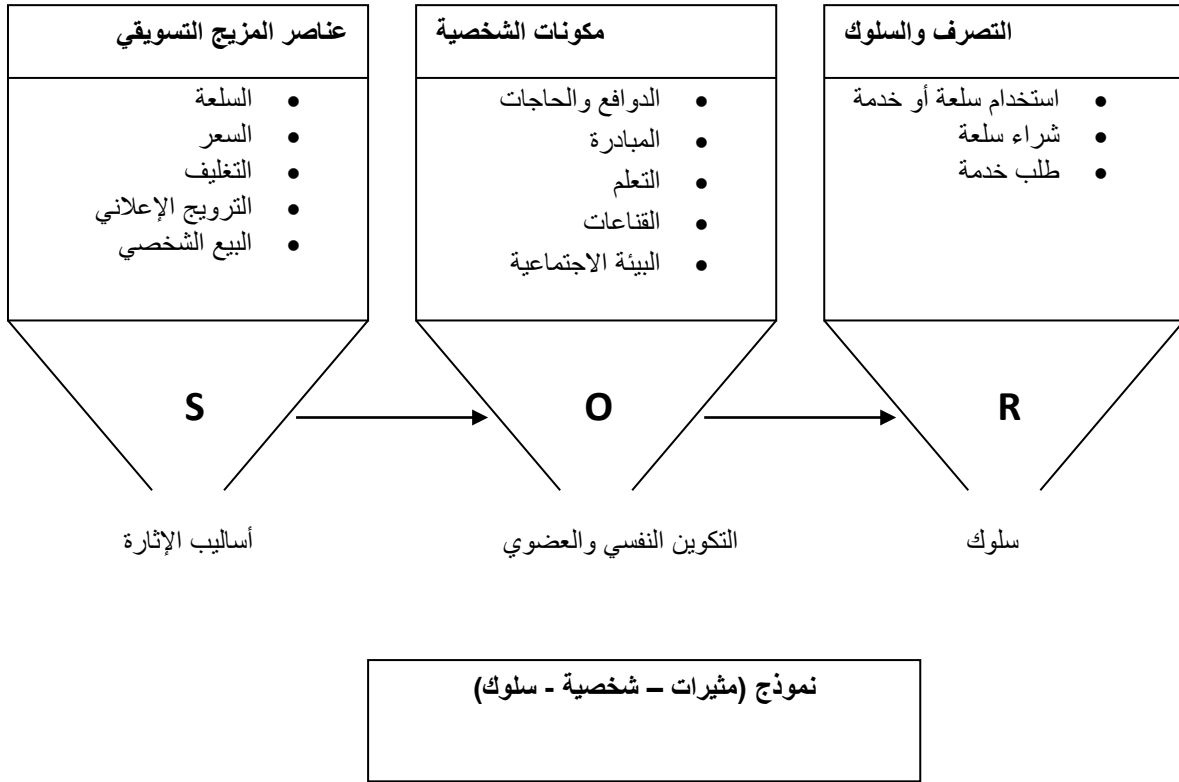 عناصر المزيج التسويقي
السلعة
السعر
التغليف
الترويج الإعلاني
البيع الشخصي
مكونات الشخصية
الدوافع والحاجات
المبادرة
التعلم
القناعات
البيئة الاجتماعية
التصرف والسلوك
استخدام سلعة أو خدمة
شراء سلعة
طلب خدمة
S
O
R
أساليب الإثارة
التكوين النفسي والعضوي
سلوك
نموذج (مثيرات – شخصية - سلوك)